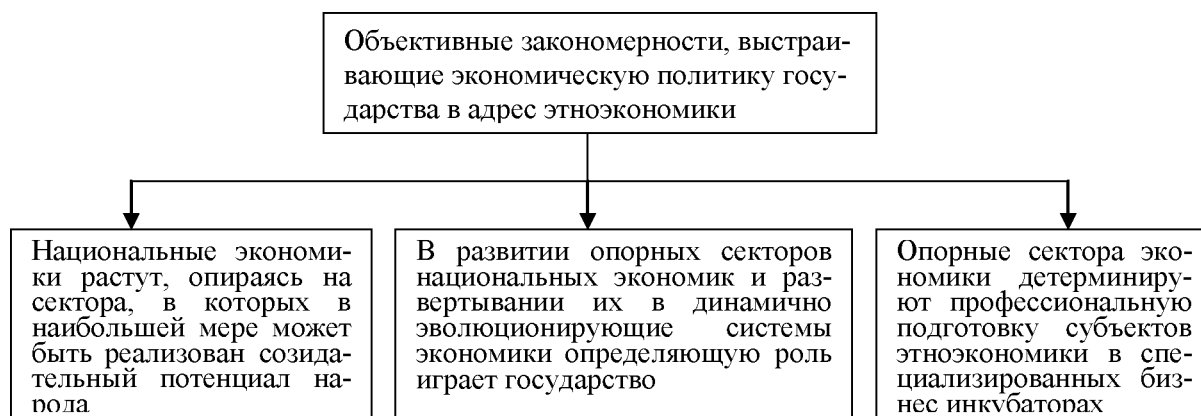 Объективные закономерности, выстраи-
вающие экономическую политику госу-
дарства в адрес этноэкономики
Национальные экономи-
ки растут, опираясь на
сектора, в которых в
наибольшей мере может
быть реализован созида-
тельный потенциал на-
рода
В развитии опорных секторов
национальных экономик и раз-
вертывании их в динамично
эволюционирующие системы
экономики определяющую роль
играет государство
Опорные сектора эко-
номики детерминиру-
ют профессиональную
подготовку субъектов
этноэкономики в спе-
циализированных биз-
нес инкубаторах